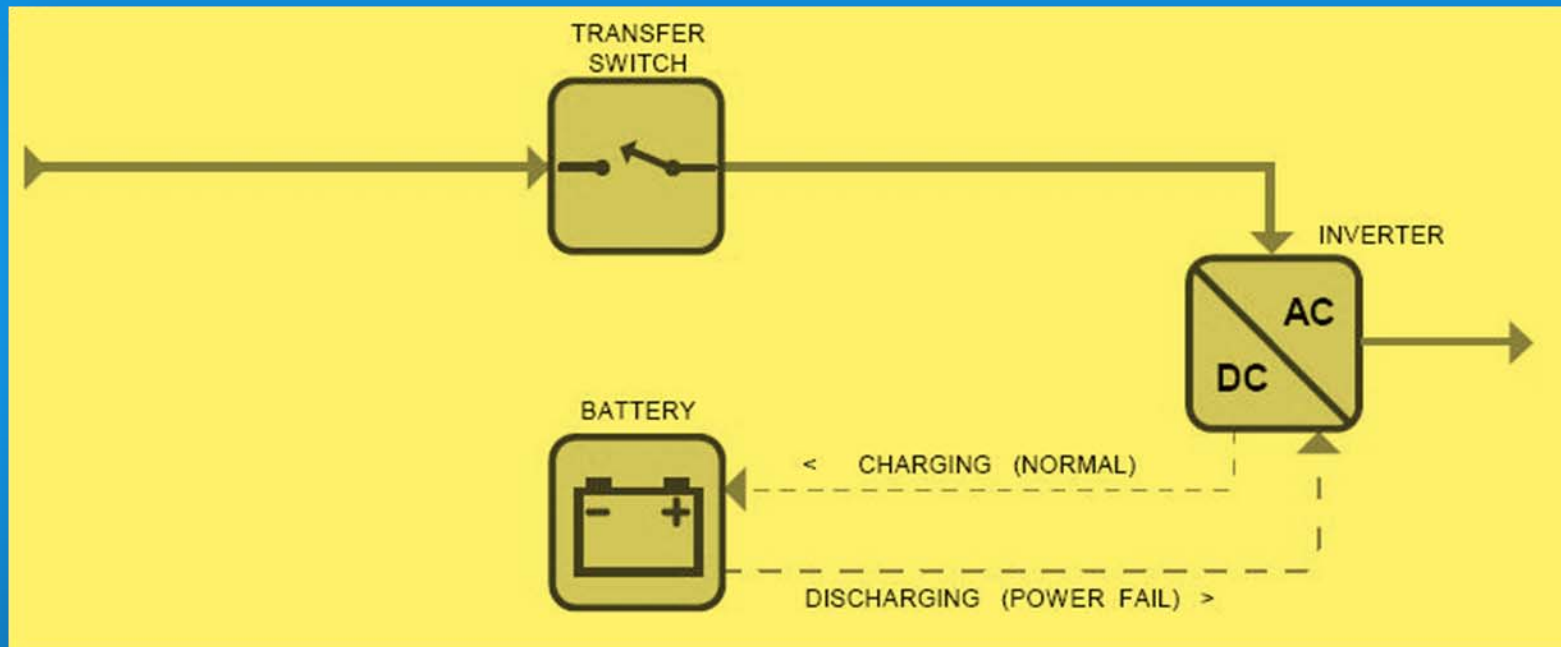 TRANSFER
SWITCH
INVERTER
AC
DC
BATTERY
< CHARGING (NORMAL)
- +
DISCHARGING (POWER FAIL) >